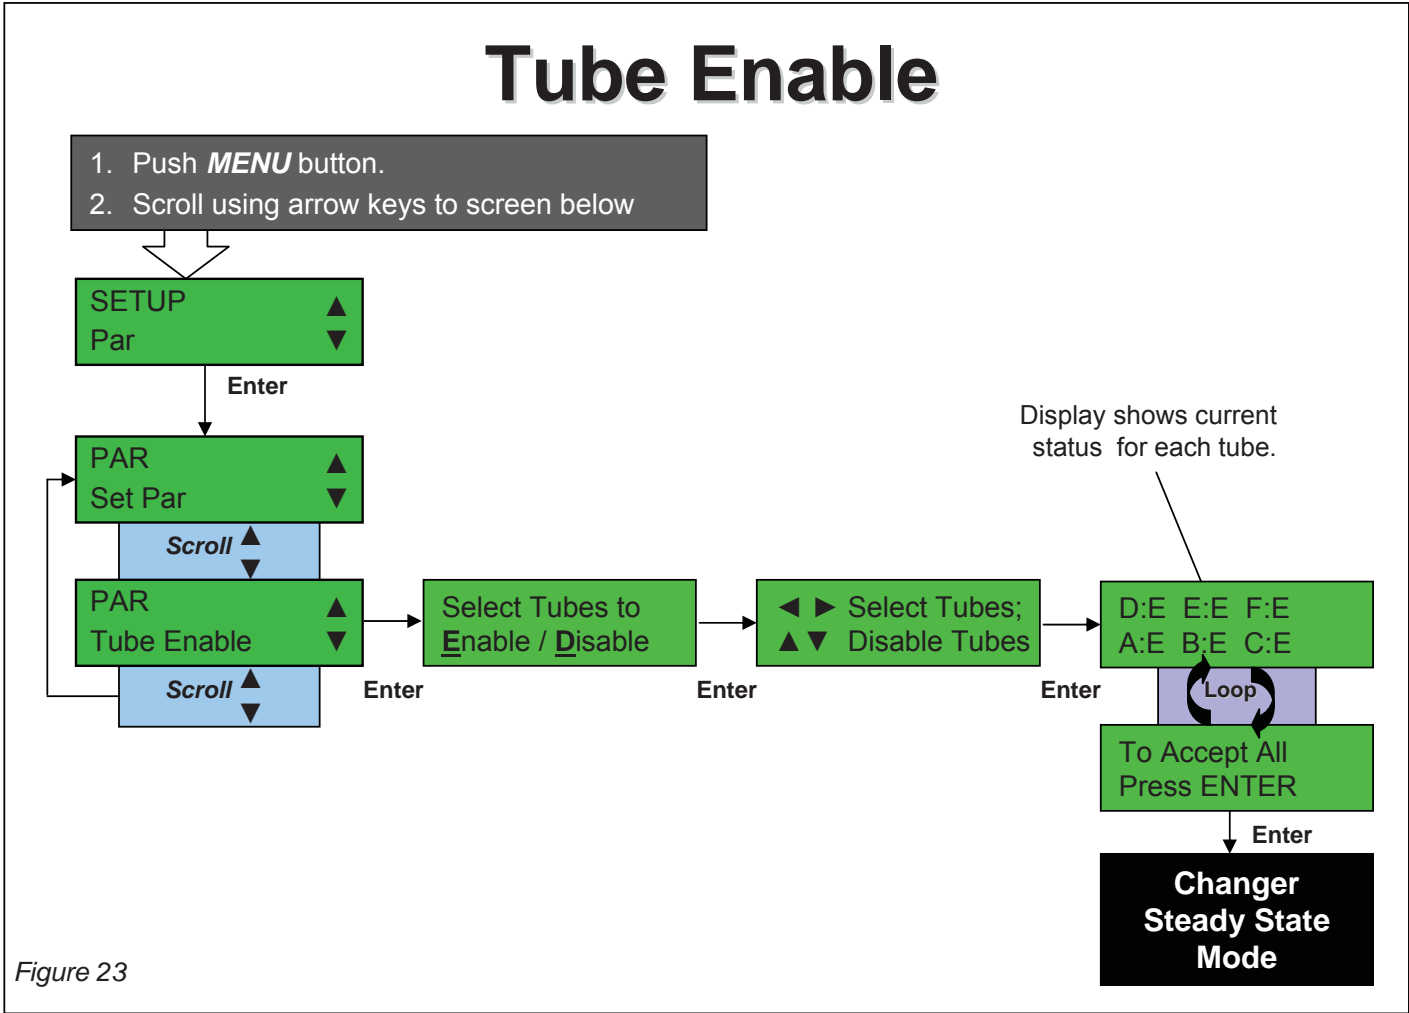 Tube Enable
1. Push MENU button.
2. Scroll using arrow keys to screen below
SETUP ▲
Par ▼
Enter
PAR ▲
Set Par ▼
Scroll ▲
▼
PAR ▲
Tube Enable ▼
Scroll ▲
▼
Enter
Select Tubes to
Enable / Disable
Enter
◄ ► Select Tubes;
▲▼ Disable Tubes
Enter
Display shows current
status for each tube.
D:E E:E F:E
A:E B:E C:E
Loop
To Accept All
Press ENTER
Enter
Changer
Steady State
Mode
Figure 23